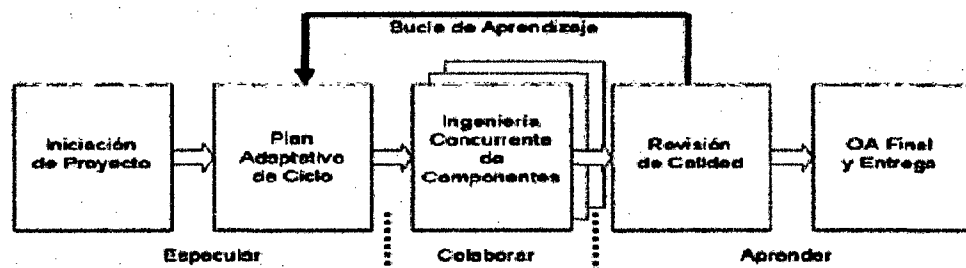 Bucle de Aprendizaje
Iniciación
de Proyecto
Plan
Adaptativo
de Ciclo
Ingeniería
Concurrente
de
Componentes
Revisión
de Calidad
QA Final
y Entrega
Especular
Colaborar
Aprender